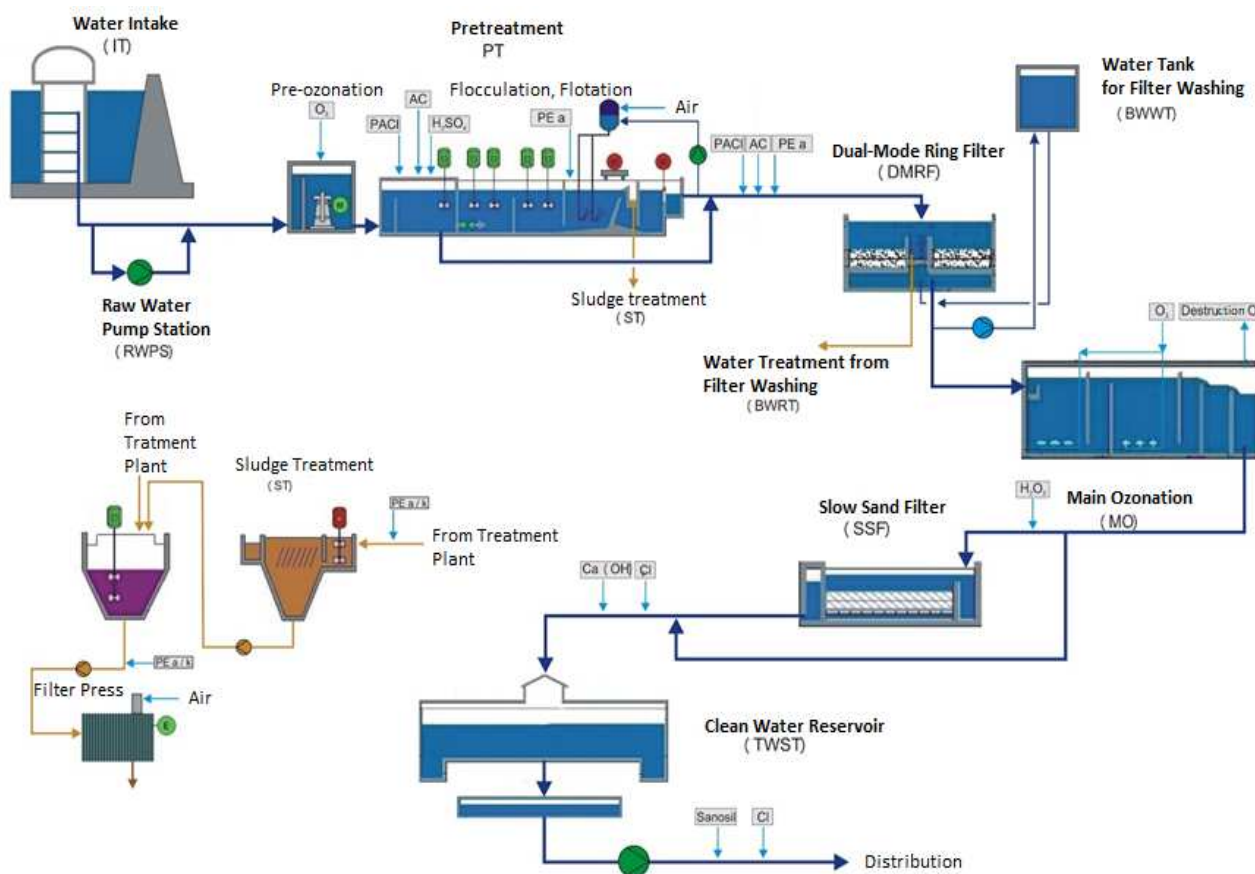 Water Intake
( IT)
Pretreatment
PT
Water Tank
for Filter Washing
(BWWT)
Pre-ozonation
O₃
AC
PACl
H₂SO₄
Flocculation, Flotation
PE a
Air
PACl
AC
PE a
Dual-Mode Ring Filter
(DMRF)
M
Raw Water
Pump Station
(RWPS)
Sludge treatment
(ST)
Water Treatment from
Filter Washing
(BWRT)
O₃
Destruction O
From
Tratment
Plant
Sludge Treatment
( ST)
PE a / k
From Treatment
Plant
H₂O₂
Main Ozonation
( MO)
Slow Sand Filter
( SSF)
Ca ( OH)
Cl
PE a / k
Filter Press
Air
E
Clean Water Reservoir
( TWST)
Sanosil
Cl
Distribution